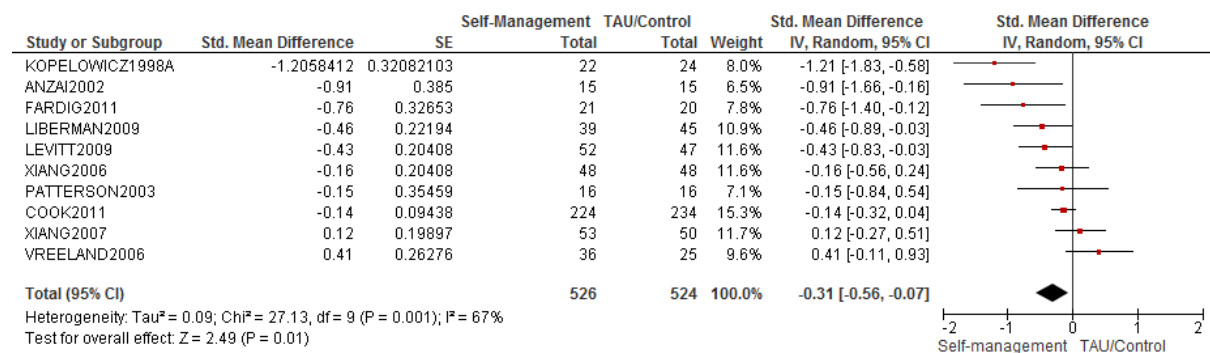 Self-Management TAU/Control Std. Mean Difference Std. Mean Difference
Study or Subgroup Std. Mean Difference SE Total Total Weight IV, Random, 95% CI IV, Random, 95% CI
KOPELOWICZ1998A -1.2058412 0.32082103 22 24 8.0% -1.21 [-1.83, -0.58]
ANZAI2002 -0.91 0.385 15 15 6.5% -0.91 [-1.66, -0.16]
FARDIG2011 -0.76 0.32653 21 20 7.8% -0.76 [-1.40, -0.12]
LIBERMAN2009 -0.46 0.22194 39 45 10.9% -0.46 [-0.89, -0.03]
LEVITT2009 -0.43 0.20408 52 47 11.6% -0.43 [-0.83, -0.03]
XIANG2006 -0.16 0.20408 48 48 11.6% -0.16 [-0.56, 0.24]
PATTERSON2003 -0.15 0.35459 16 16 7.1% -0.15 [-0.84, 0.54]
COOK2011 -0.14 0.09438 224 234 15.3% -0.14 [-0.32, 0.04]
XIANG2007 0.12 0.19897 53 50 11.7% 0.12 [-0.27, 0.51]
VREELAND2006 0.41 0.26276 36 25 9.6% 0.41 [-0.11, 0.93]
Total (95% CI) 526 524 100.0% -0.31 [-0.56, -0.07]
Heterogeneity: Tau² = 0.09; Chi² = 27.13, df = 9 (P = 0.001); I² = 67%
Test for overall effect: Z = 2.49 (P = 0.01)
-2 -1 0 1 2
Self-management TAU/Control